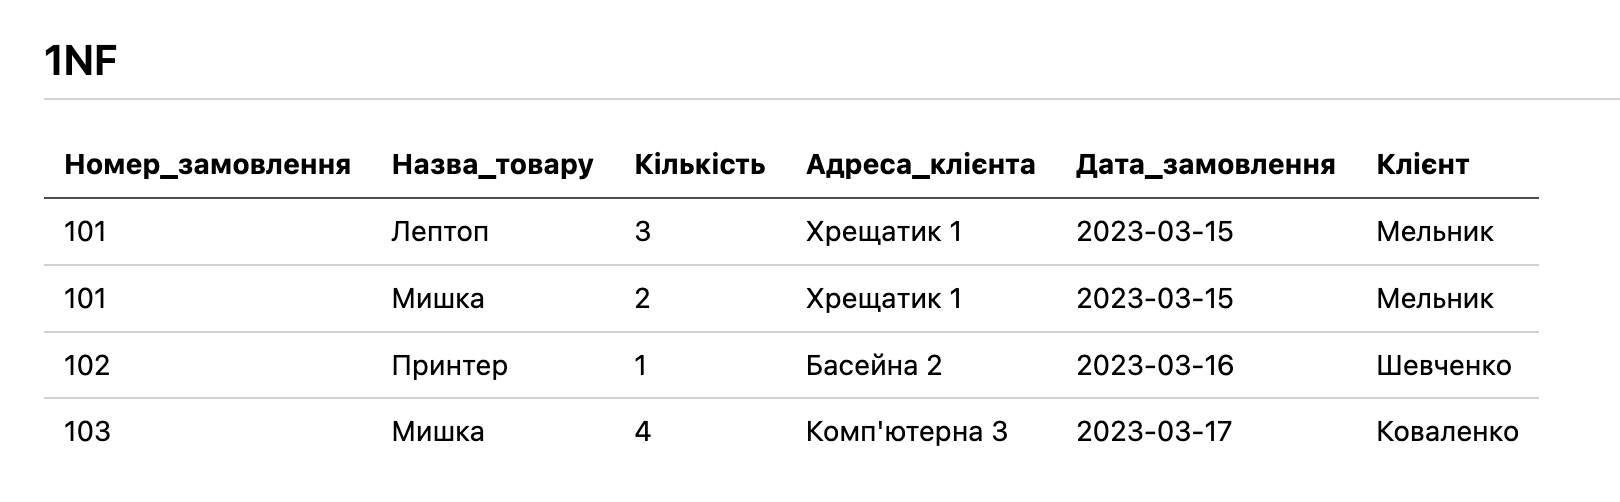 1NF
Номер_замовлення Назва_товару Кількість Адреса_клієнта Дата_замовлення Клієнт
101 Лептоп 3 Хрещатик 1 2023-03-15 Мельник
101 Мишка 2 Хрещатик 1 2023-03-15 Мельник
102 Принтер 1 Басейна 2 2023-03-16 Шевченко
103 Мишка 4 Комп'ютерна 3 2023-03-17 Коваленко